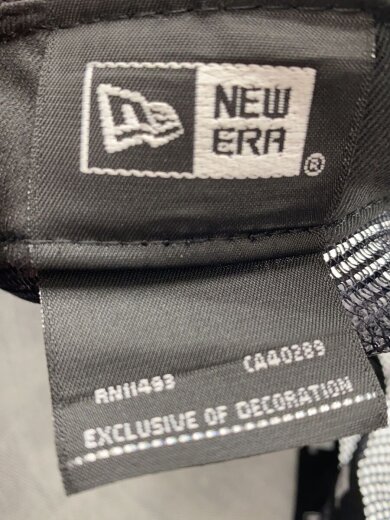 NEW
ERA®
RN11493 CA40289
EXCLUSIVE OF DECORATION